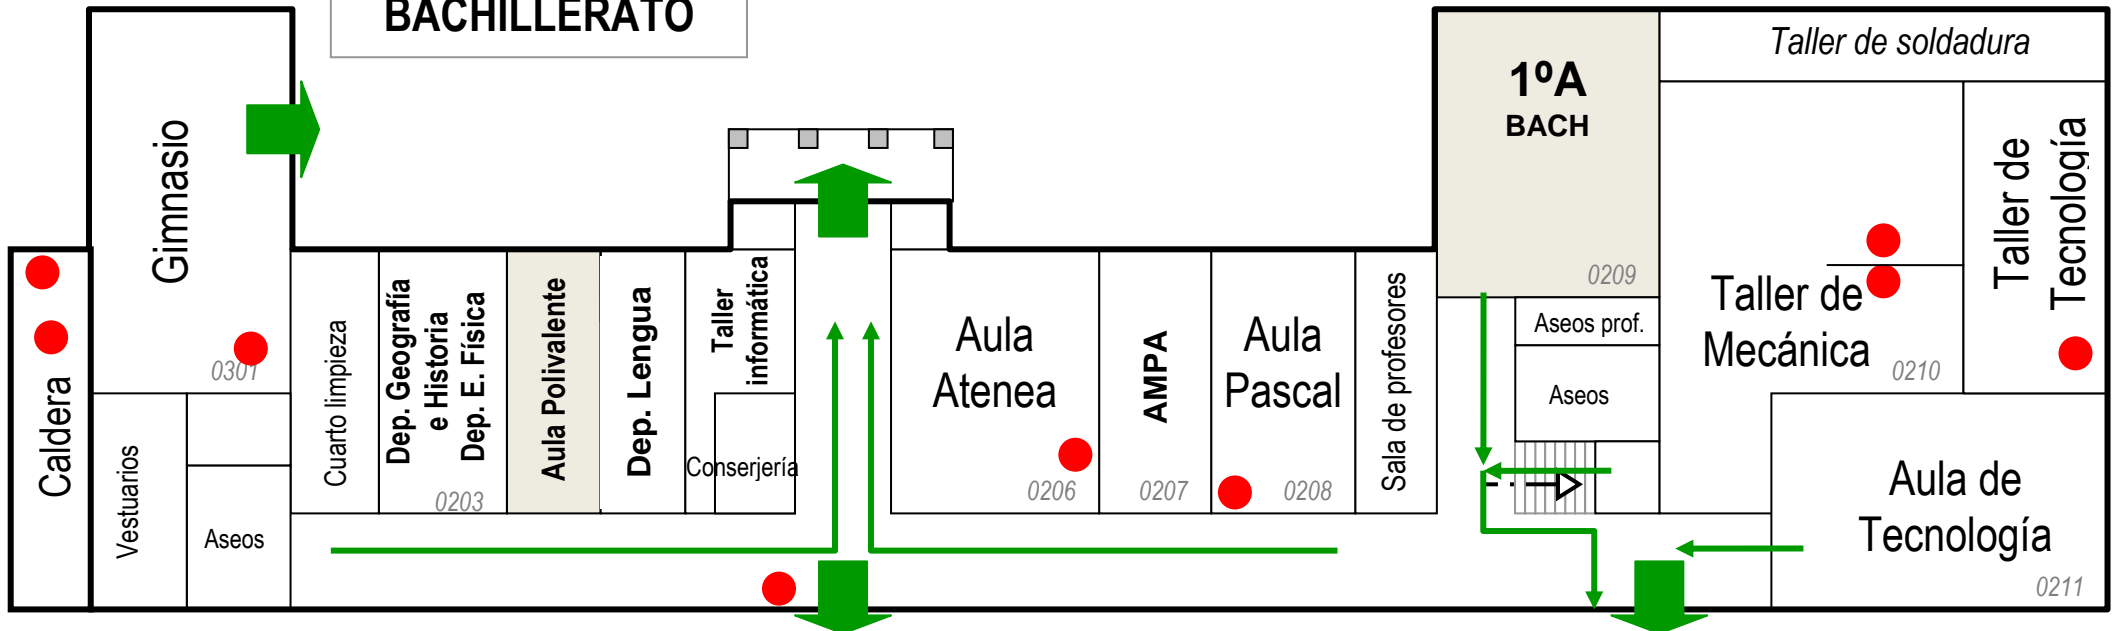 BACHILLERATO
Gimnasio
0301
Caldera
Vestuarios
Aseos
Cuarto limpieza
Dep. Geografía
e Historia
Dep. E. Física
0203
Aula Polivalente
Dep. Lengua
Taller
informática
Conserjería
Aula
Atenea
0206
AMPA
0207
Aula
Pascal
0208
Sala de profesores
1ºA
BACH
0209
Aseos prof.
Aseos
Taller de soldadura
Taller de
Mecánica
0210
Taller de
Tecnología
Aula de
Tecnología
0211